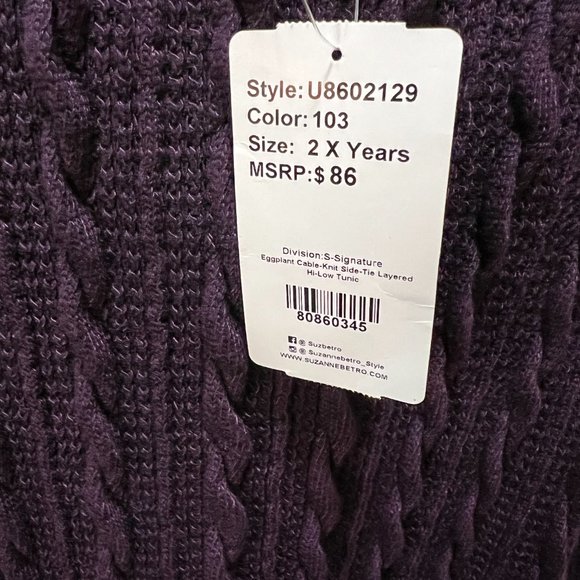 Style: U8602129
Color: 103
Size: 2 X Years
MSRP:$ 86
Division:S-Signature
Eggplant Cable-Knit Side-Tie Layered
Hi-Low Tunic
80860345
@ Suzbetro
@ Suzannebetro_Style
WWW.SUZANNEBETRO.COM